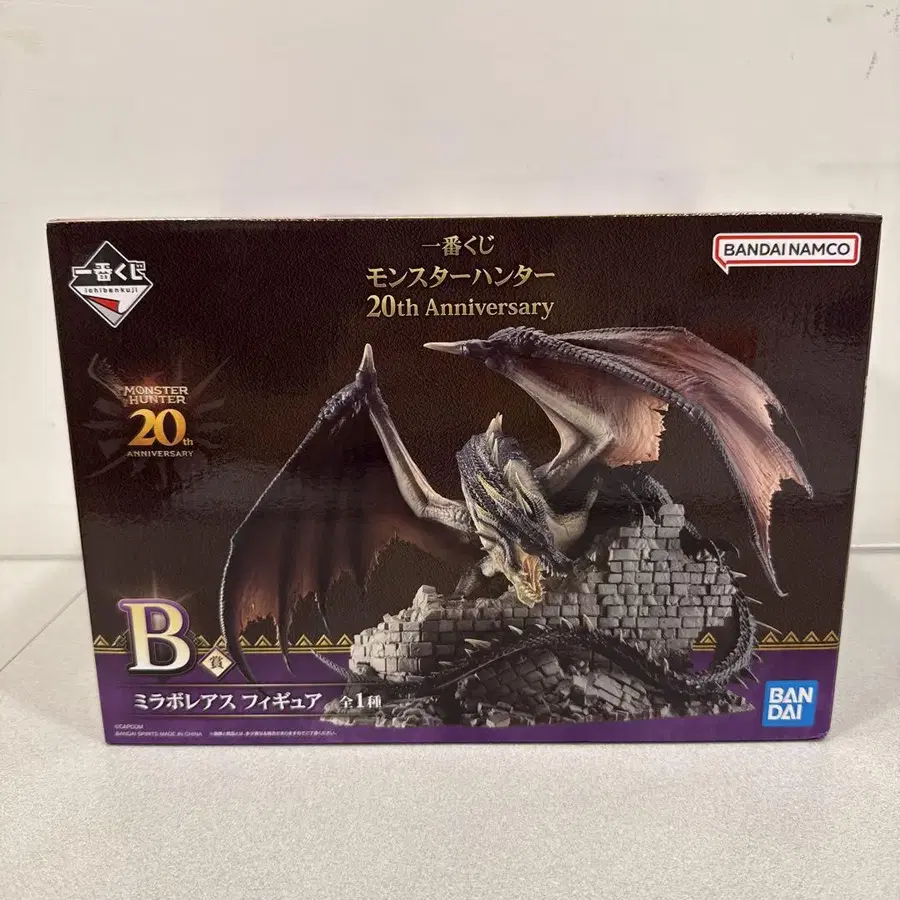 一番くじ
ichibankuji
一番くじ
モンスターハンター
20th Anniversary
BANDAI NAMCO
MONSTER
HUNTER
20th
ANNIVERSARY
B賞
ミラボレアス フィギュア 全1種
©CAPCOM
BANDAI SPIRITS MADE IN CHINA
BAN
DAI